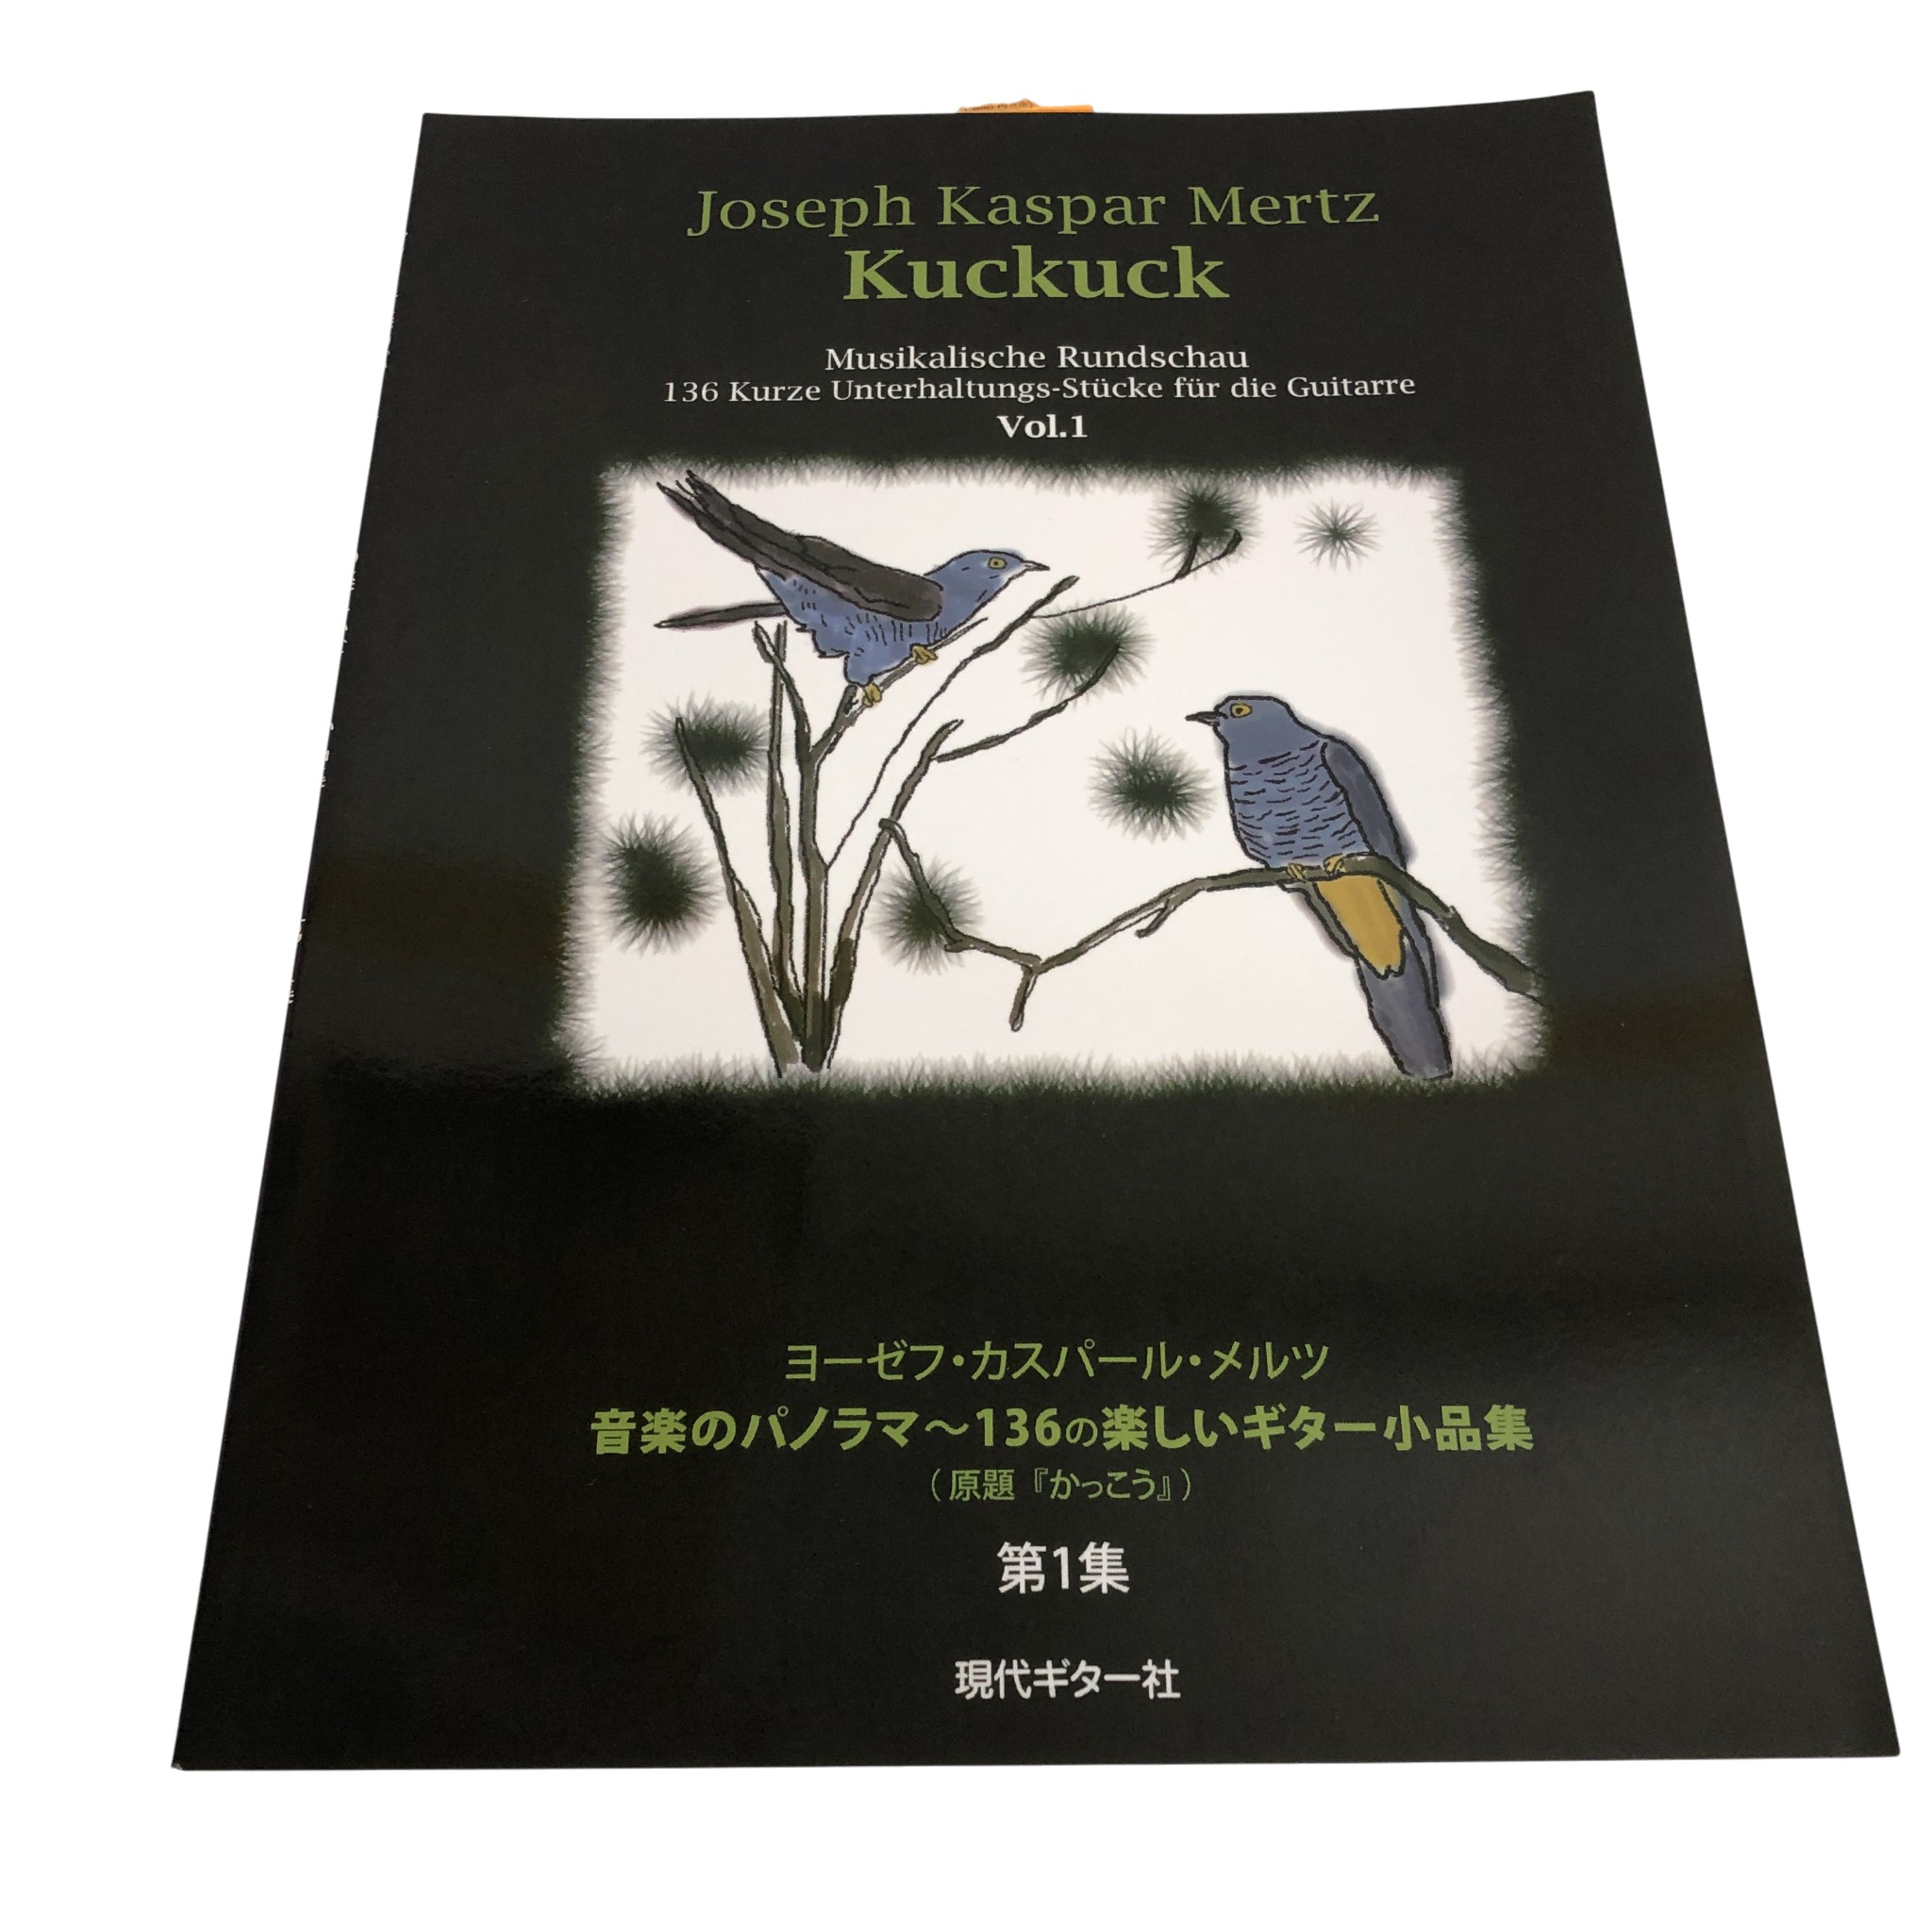 Joseph Kaspar Mertz
Kuckuck
Musikalische Rundschau
136 Kurze Unterhaltungs-Stücke für die Guitarre
Vol.1
ヨーゼフ・カスパール・メルツ
音楽のパノラマ～136の楽しいギター小品集
（原題『かっこう』）
第1集
現代ギター社